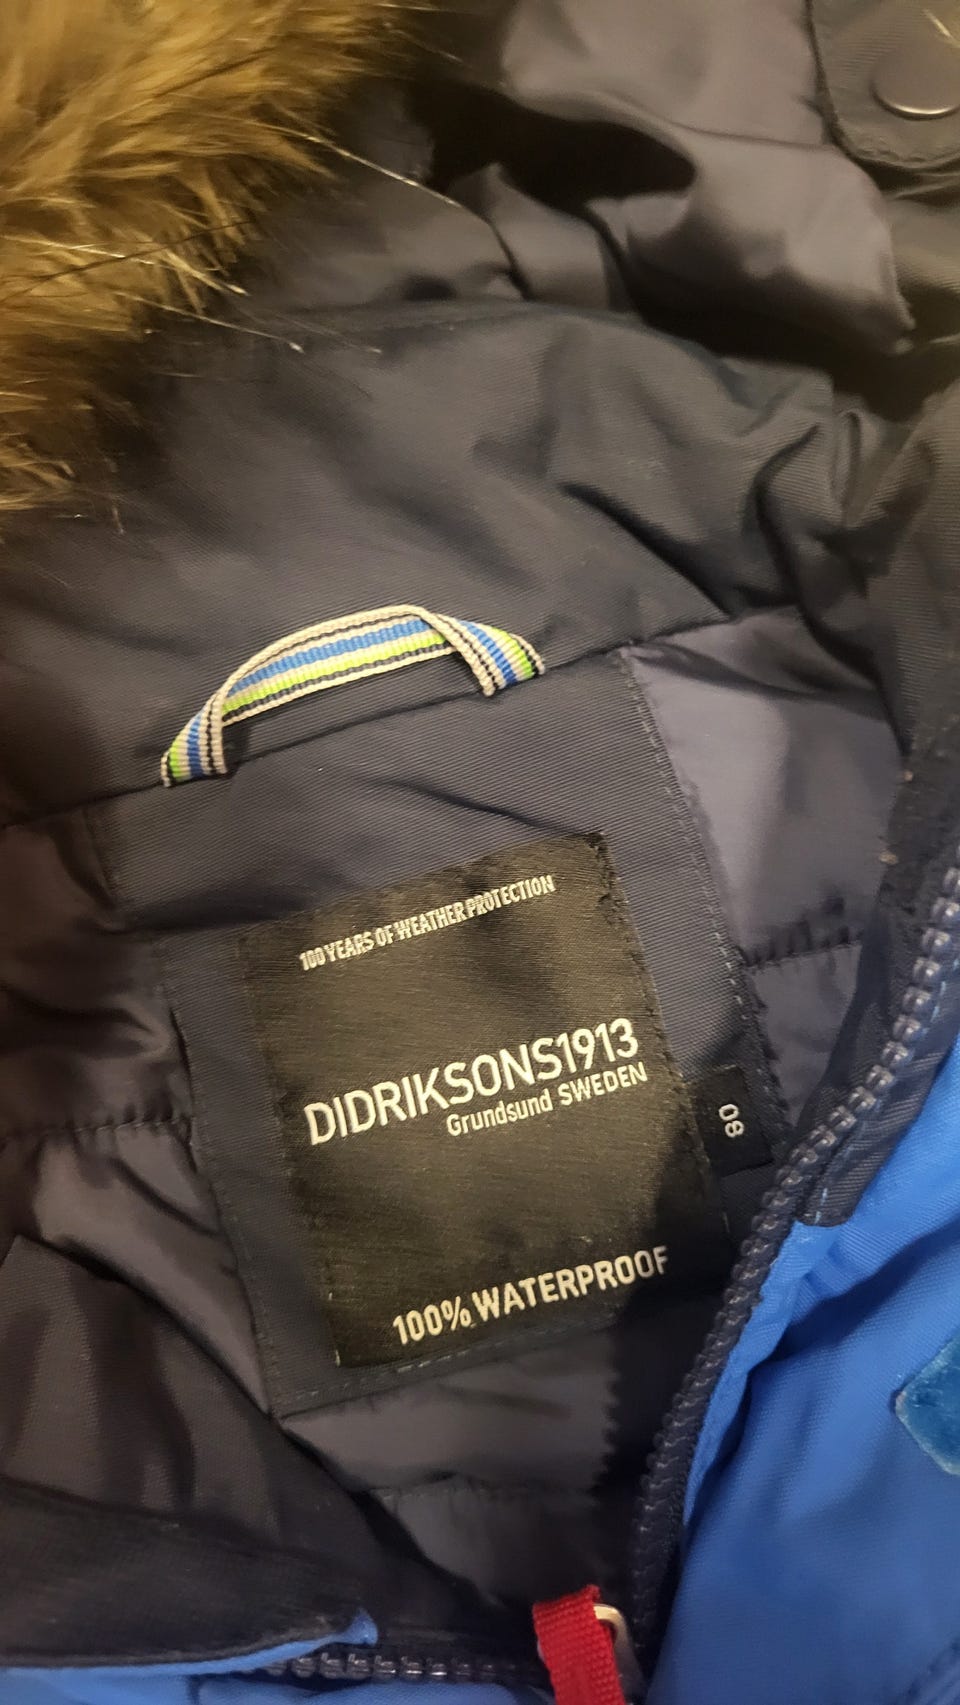 100 YEARS OF WEATHER PROTECTION
DIDRIKSONS1913
Grundsund SWEDEN
80
100% WATERPROOF